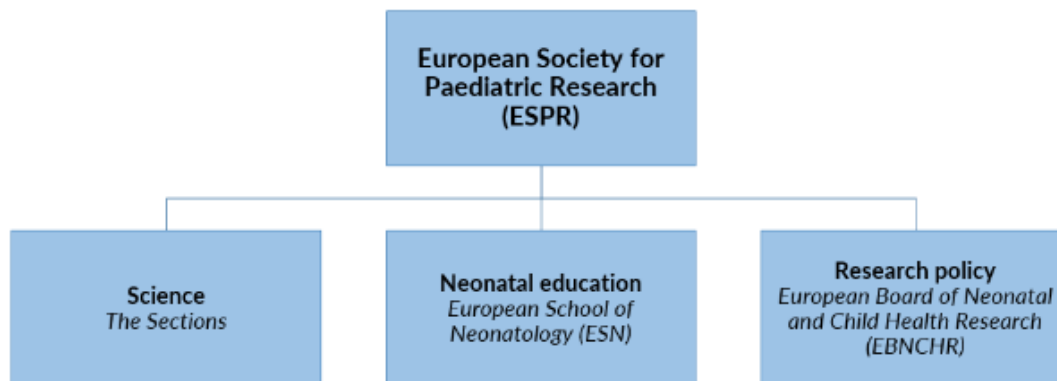 European Society for
Paediatric Research
(ESPR)
Science
The Sections
Neonatal education
European School of
Neonatology (ESN)
Research policy
European Board of Neonatal
and Child Health Research
(EBNCHR)